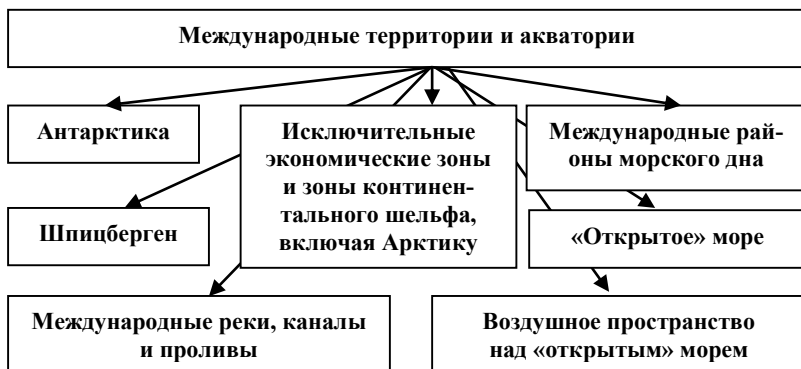 Международные территории и акватории
Антарктика
Исключительные
экономические зоны
и зоны континен-
тального шельфа,
включая Арктику
Международные рай-
оны морского дна
Шпицберген
«Открытое» море
Международные реки, каналы
и проливы
Воздушное пространство
над «открытым» морем